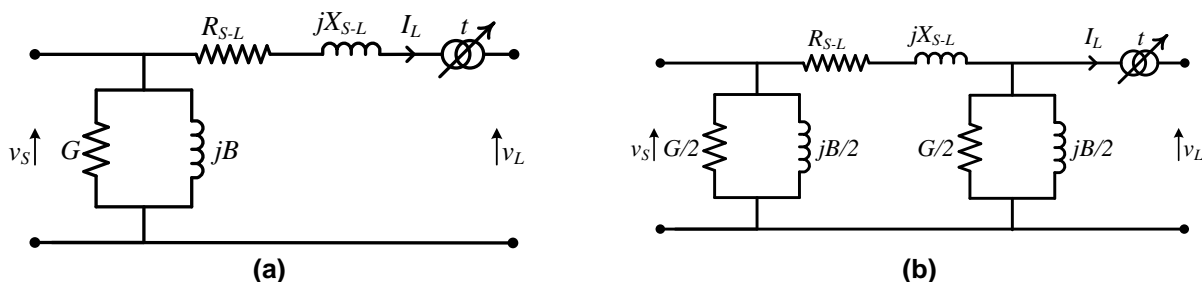 R_{S-L} jX_{S-L} I_L t
v_S G jB v_L
(a)
R_{S-L} jX_{S-L} I_L t
v_S G/2 jB/2 G/2 jB/2 v_L
(b)